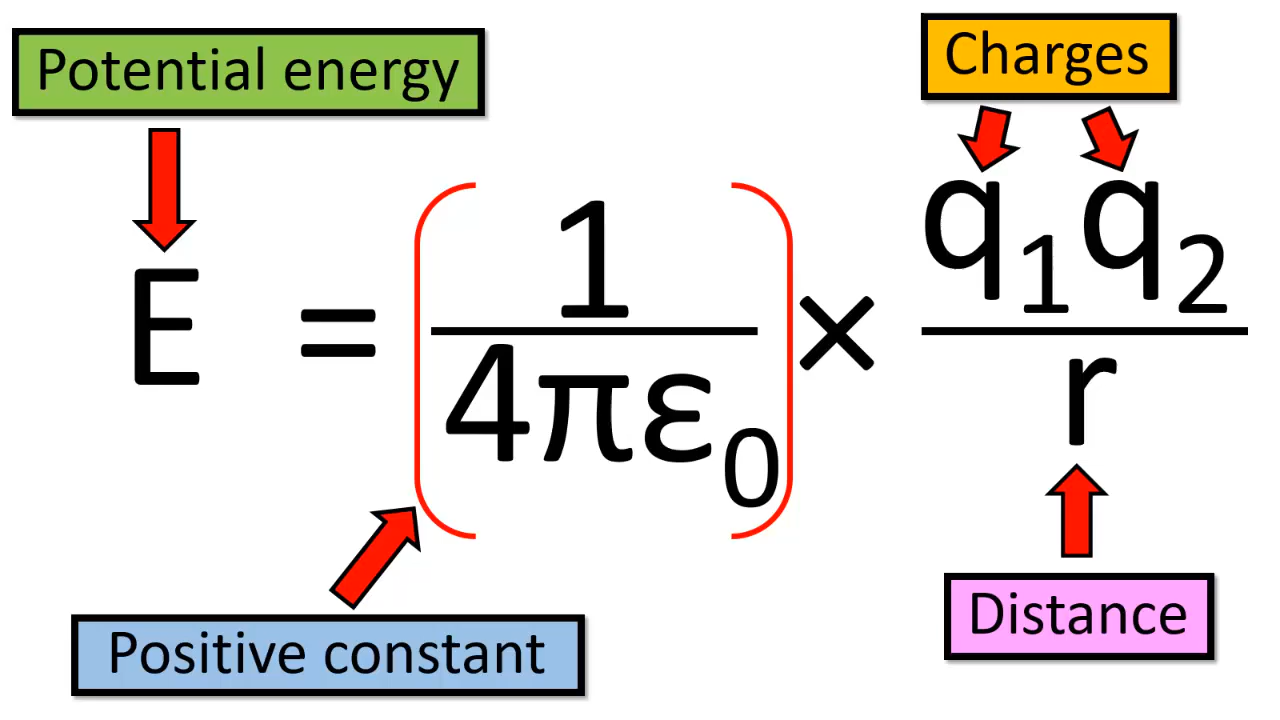 Potential energy
Charges
E = (1/4πε₀) × q₁q₂/r
Positive constant
Distance